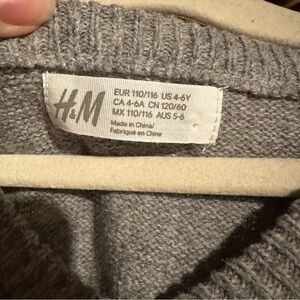 H&M
EUR 110/116 US 4-6Y
CA 4-6A CN 120/60
MX 110/116 AUS 5-6
Made in China/
Fabriqué en Chine